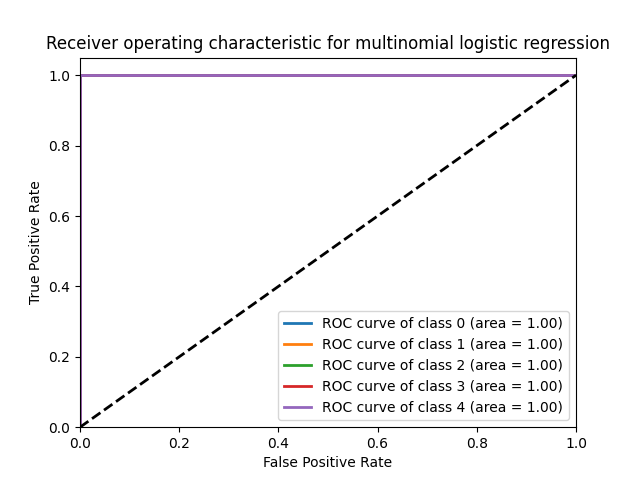 Receiver operating characteristic for multinomial logistic regression
1.0
0.8
0.6
0.4
0.2
0.0
True Positive Rate
ROC curve of class 0 (area = 1.00)
ROC curve of class 1 (area = 1.00)
ROC curve of class 2 (area = 1.00)
ROC curve of class 3 (area = 1.00)
ROC curve of class 4 (area = 1.00)
0.0 0.2 0.4 0.6 0.8 1.0
False Positive Rate